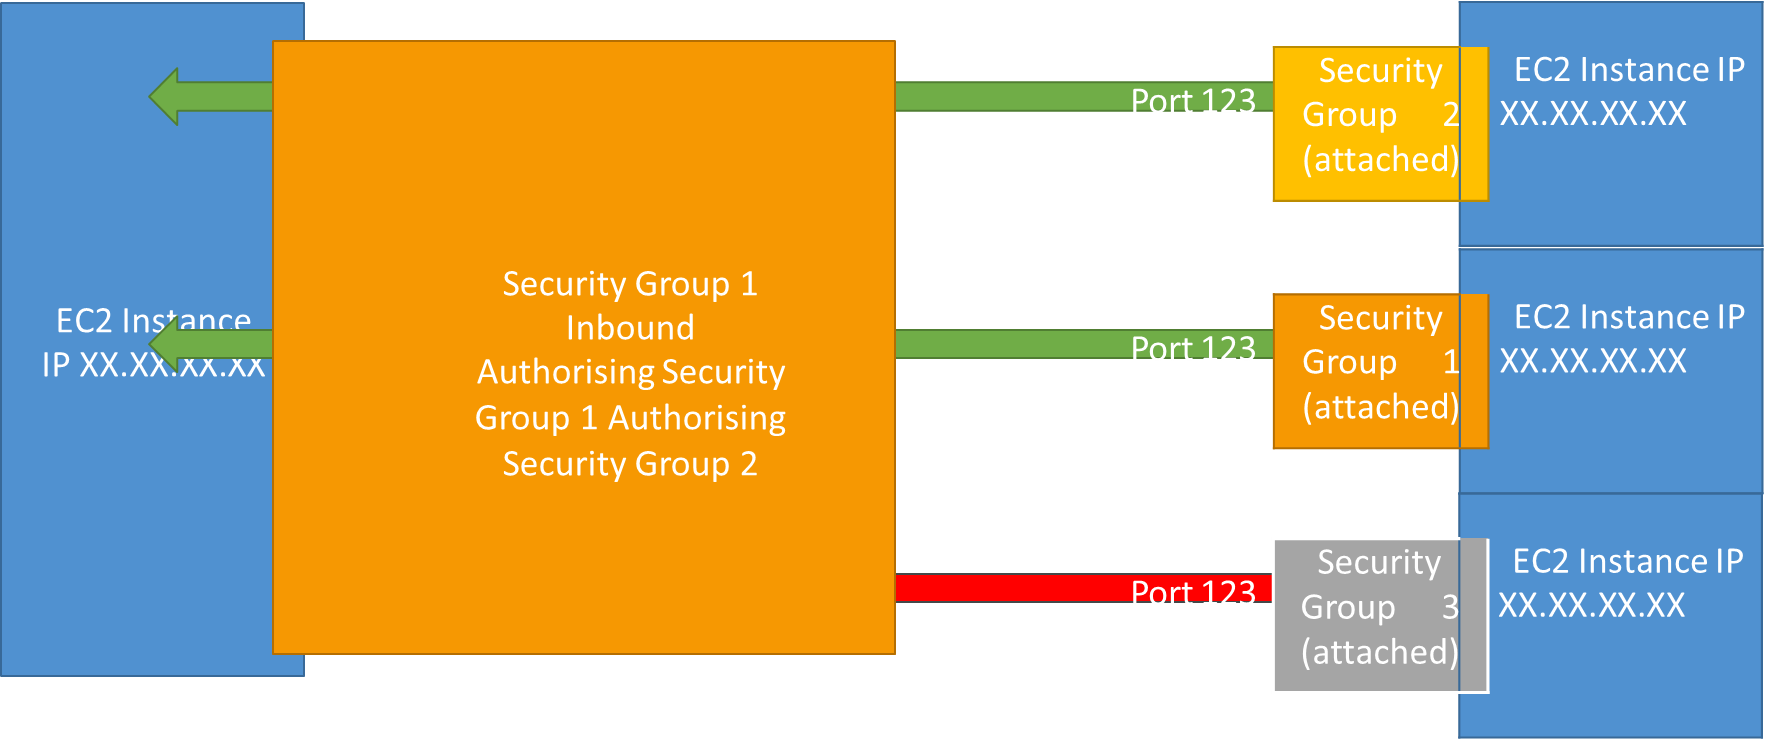 EC2 Instance
IP XX.XX.XX.XX
Security Group 1
Inbound
Authorising Security
Group 1 Authorising
Security Group 2
Port 123
Security
Group 2
(attached)
EC2 Instance IP
XX.XX.XX.XX
Port 123
Security
Group 1
(attached)
EC2 Instance IP
XX.XX.XX.XX
Port 123
Security
Group 3
(attached)
EC2 Instance IP
XX.XX.XX.XX